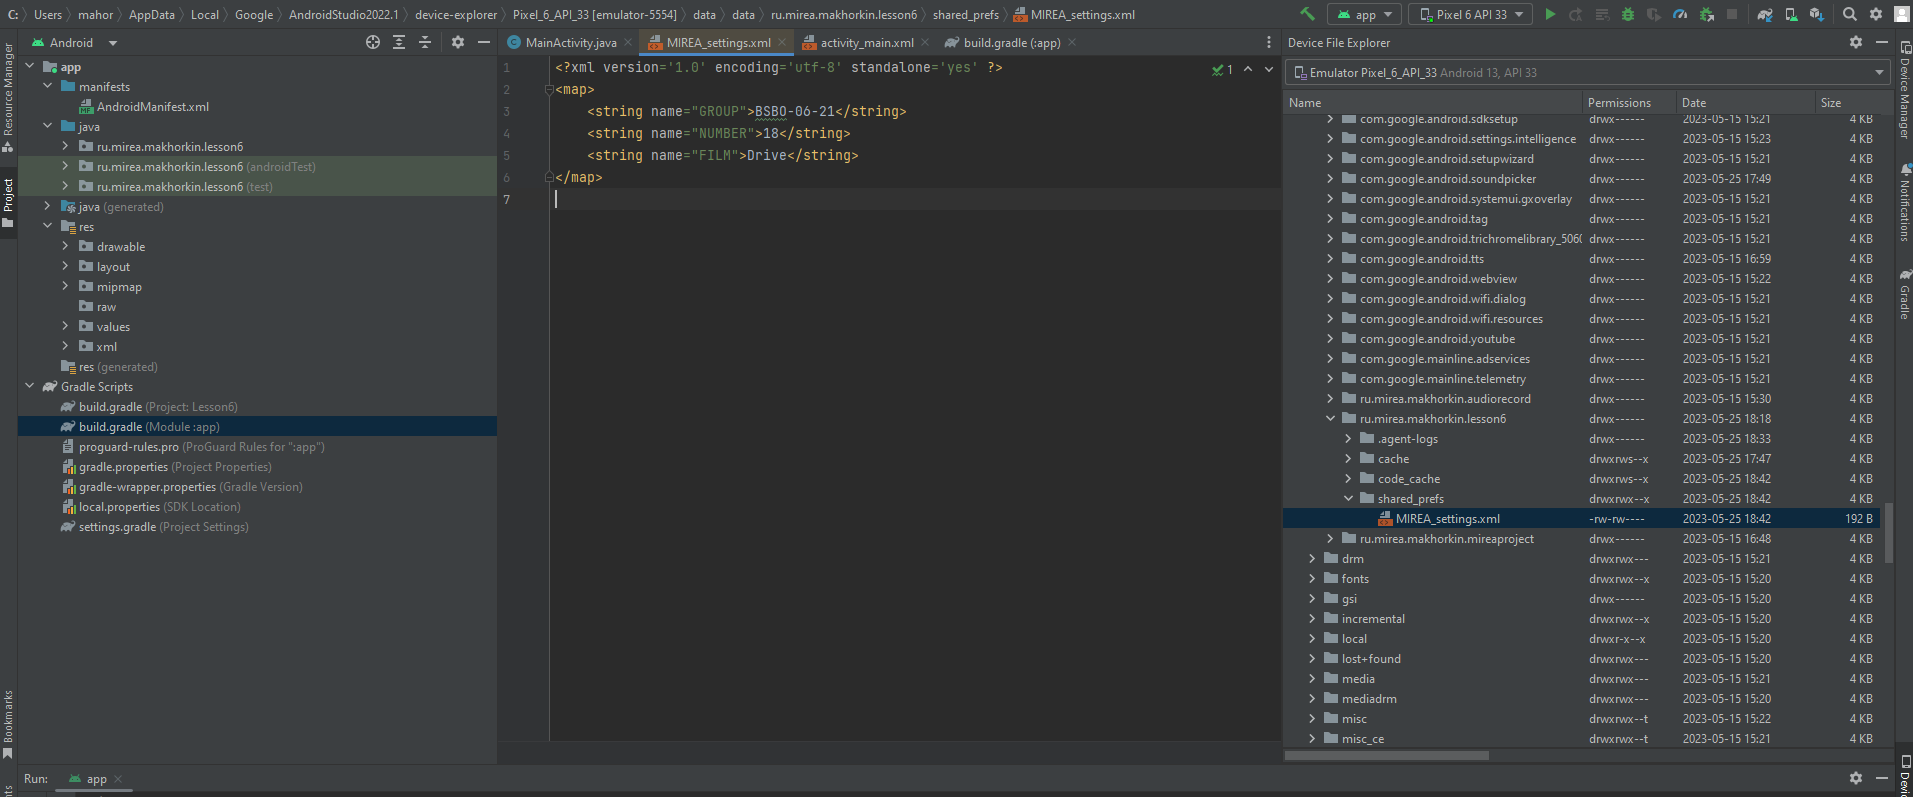 C: Users mahor AppData Local Google AndroidStudio2022.1 device-explorer Pixel_6_API_33 [emulator-5554] data data ru.mirea.makhorkin.lesson6 shared_prefs MIREA_settings.xml
app Pixel 6 API 33
Resource Manager
Project
Bookmarks
Android
app
manifests
AndroidManifest.xml
java
ru.mirea.makhorkin.lesson6
ru.mirea.makhorkin.lesson6 (androidTest)
ru.mirea.makhorkin.lesson6 (test)
java (generated)
res
drawable
layout
mipmap
raw
values
xml
res (generated)
Gradle Scripts
build.gradle (Project: Lesson6)
build.gradle (Module :app)
proguard-rules.pro (ProGuard Rules for ":app")
gradle.properties (Project Properties)
gradle-wrapper.properties (Gradle Version)
local.properties (SDK Location)
settings.gradle (Project Settings)
MainActivity.java MIREA_settings.xml activity_main.xml build.gradle (:app)
1 <?xml version='1.0' encoding='utf-8' standalone='yes' ?>
2 <map>
3 <string name="GROUP">BSBO-06-21</string>
4 <string name="NUMBER">18</string>
5 <string name="FILM">Drive</string>
6 </map>
7
1
Device File Explorer
Emulator Pixel_6_API_33 Android 13, API 33
Name Permissions Date Size
com.google.android.sdksetup drwx------ 2023-05-15 15:21 4 KB
com.google.android.settings.intelligence drwx------ 2023-05-15 15:23 4 KB
com.google.android.setupwizard drwx------ 2023-05-15 15:21 4 KB
com.google.android.soundpicker drwx------ 2023-05-25 17:49 4 KB
com.google.android.systemui.gxoverlay drwx------ 2023-05-15 15:21 4 KB
com.google.android.tag drwx------ 2023-05-15 15:21 4 KB
com.google.android.trichromelibrary_5060 drwx------ 2023-05-15 15:21 4 KB
com.google.android.tts drwx------ 2023-05-15 16:59 4 KB
com.google.android.webview drwx------ 2023-05-15 15:22 4 KB
com.google.android.wifi.dialog drwx------ 2023-05-15 15:21 4 KB
com.google.android.wifi.resources drwx------ 2023-05-15 15:21 4 KB
com.google.android.youtube drwx------ 2023-05-15 15:21 4 KB
com.google.mainline.adservices drwx------ 2023-05-15 15:21 4 KB
com.google.mainline.telemetry drwx------ 2023-05-15 15:21 4 KB
ru.mirea.makhorkin.audiorecord drwx------ 2023-05-15 15:30 4 KB
ru.mirea.makhorkin.lesson6 drwx------ 2023-05-25 18:18 4 KB
.agent-logs drwx------ 2023-05-25 18:33 4 KB
cache drwxrws--x 2023-05-25 17:47 4 KB
code_cache drwxrws--x 2023-05-25 18:42 4 KB
shared_prefs drwxrwx--x 2023-05-25 18:42 4 KB
MIREA_settings.xml -rw-rw---- 2023-05-25 18:42 192 B
ru.mirea.makhorkin.mireaproject drwx------ 2023-05-15 16:48 4 KB
drm drwxrwx--- 2023-05-15 15:21 4 KB
fonts drwxrwx--x 2023-05-15 15:20 4 KB
gsi drwx------ 2023-05-15 15:20 4 KB
incremental drwxrwx--x 2023-05-15 15:20 4 KB
local drwxr-x--x 2023-05-15 15:20 4 KB
lost+found drwxrwx--- 2023-05-15 15:20 4 KB
media drwxrwx--- 2023-05-15 15:21 4 KB
mediadrm drwxrwx--- 2023-05-15 15:20 4 KB
misc drwxrwx--t 2023-05-15 15:22 4 KB
misc_ce drwxrwx--t 2023-05-15 15:21 4 KB
Device Manager
Notifications
Gradle
Run: app